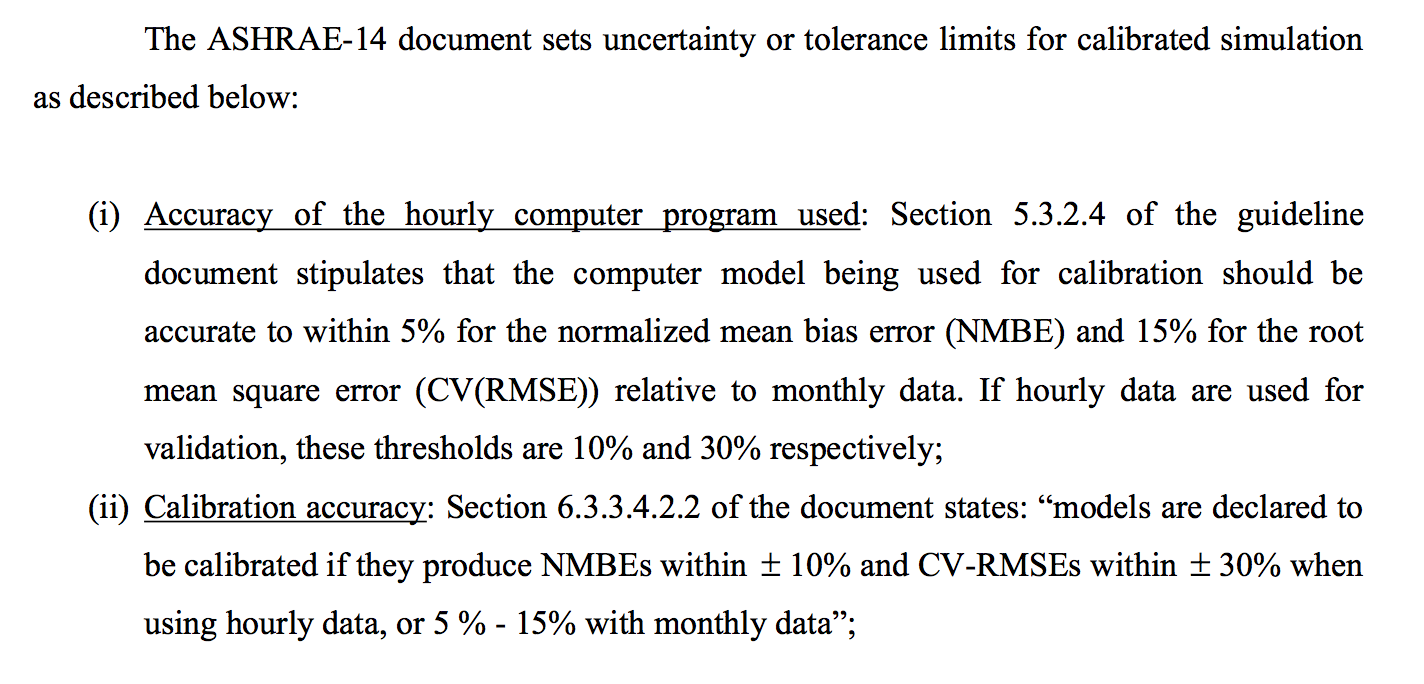 The ASHRAE-14 document sets uncertainty or tolerance limits for calibrated simulation
as described below:
(i) Accuracy of the hourly computer program used: Section 5.3.2.4 of the guideline
document stipulates that the computer model being used for calibration should be
accurate to within 5% for the normalized mean bias error (NMBE) and 15% for the root
mean square error (CV(RMSE)) relative to monthly data. If hourly data are used for
validation, these thresholds are 10% and 30% respectively;
(ii) Calibration accuracy: Section 6.3.3.4.2.2 of the document states: “models are declared to
be calibrated if they produce NMBEs within ± 10% and CV-RMSEs within ± 30% when
using hourly data, or 5 % - 15% with monthly data”;